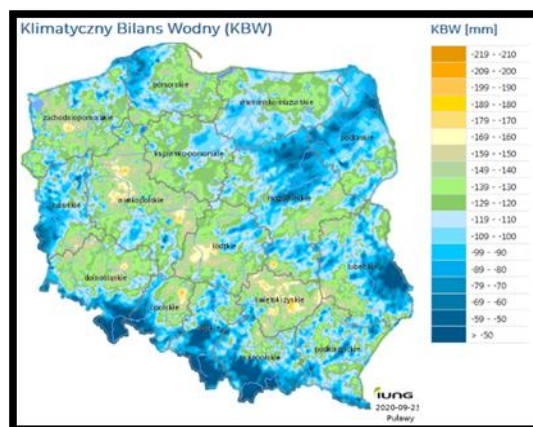 Klimatyczny Bilans Wodny (KBW)
KBW [mm]
-219 - -210
-209 - -200
-199 - -190
-189 - -180
-179 - -170
-169 - -160
-159 - -150
-149 - -140
-139 - -130
-129 - -120
-119 - -110
-109 - -100
-99 - -90
-89 - -80
-79 - -70
-69 - -60
-59 - -50
> -50
pomorskie
warmińsko-mazurskie
zachodniopomorskie
podlaskie
kujawsko-pomorskie
mazowieckie
wielkopolskie
lubuskie
łódzkie
lubelskie
dolnośląskie
świętokrzyskie
opolskie
małopolskie
podkarpackie
IUNG
2020-09-21
Puławy